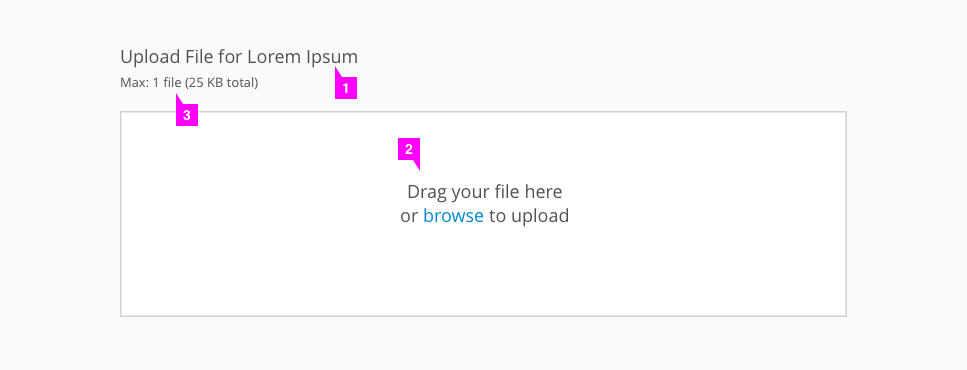 Upload File for Lorem Ipsum
Max: 1 file (25 KB total)
1
3
2
Drag your file here
or browse to upload